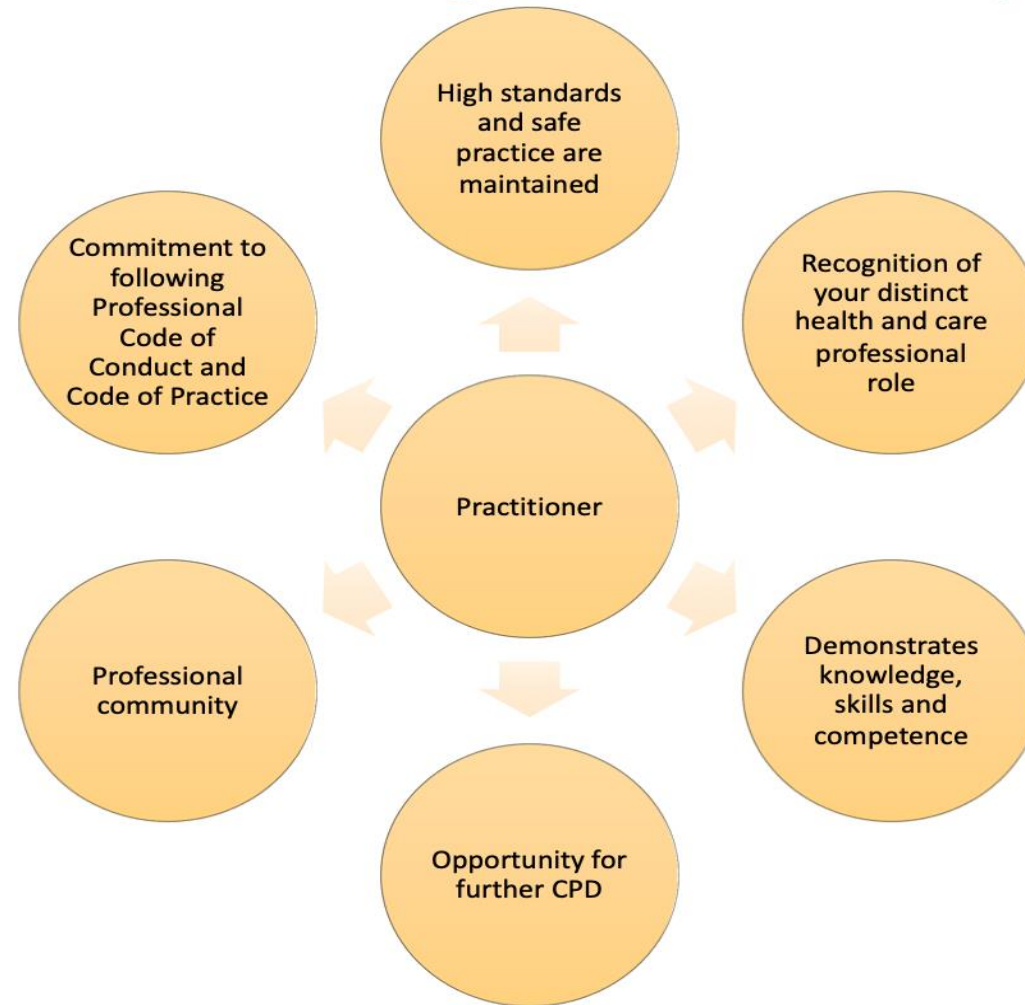 High standards
and safe
practice are
maintained
Commitment to
following
Professional
Code of
Conduct and
Code of Practice
Recognition of
your distinct
health and care
professional
role
Practitioner
Professional
community
Demonstrates
knowledge,
skills and
competence
Opportunity for
further CPD